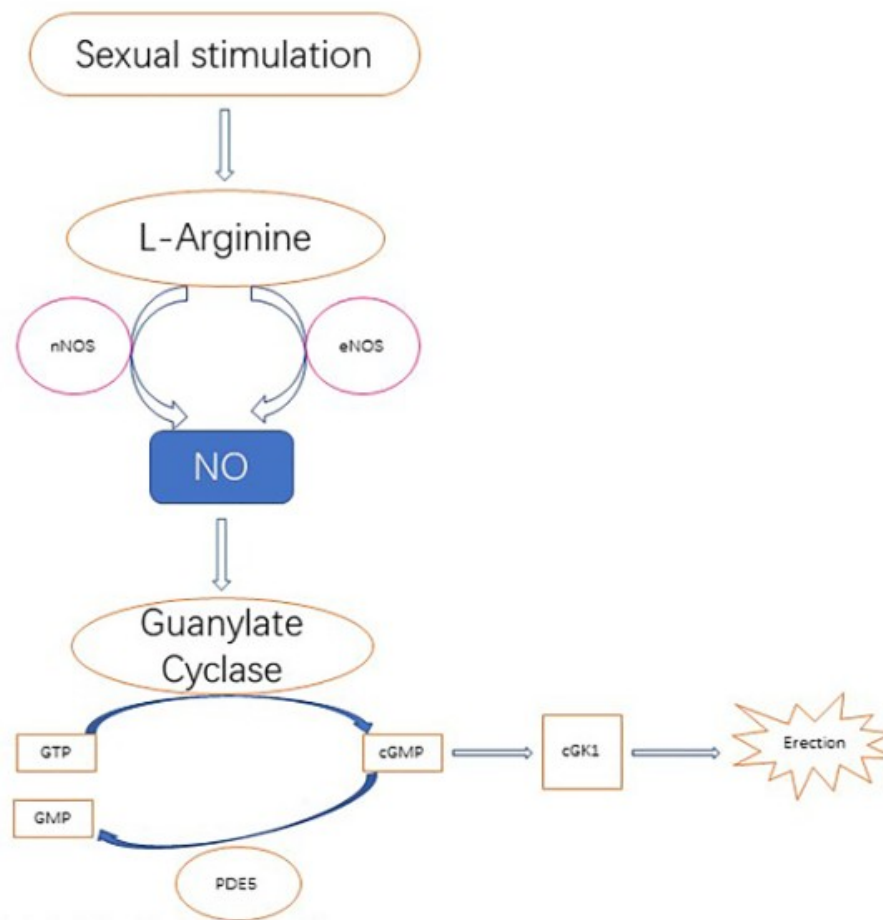 Sexual stimulation
L-Arginine
nNOS
eNOS
NO
Guanylate
Cyclase
GTP
cGMP
cGK1
Erection
GMP
PDE5